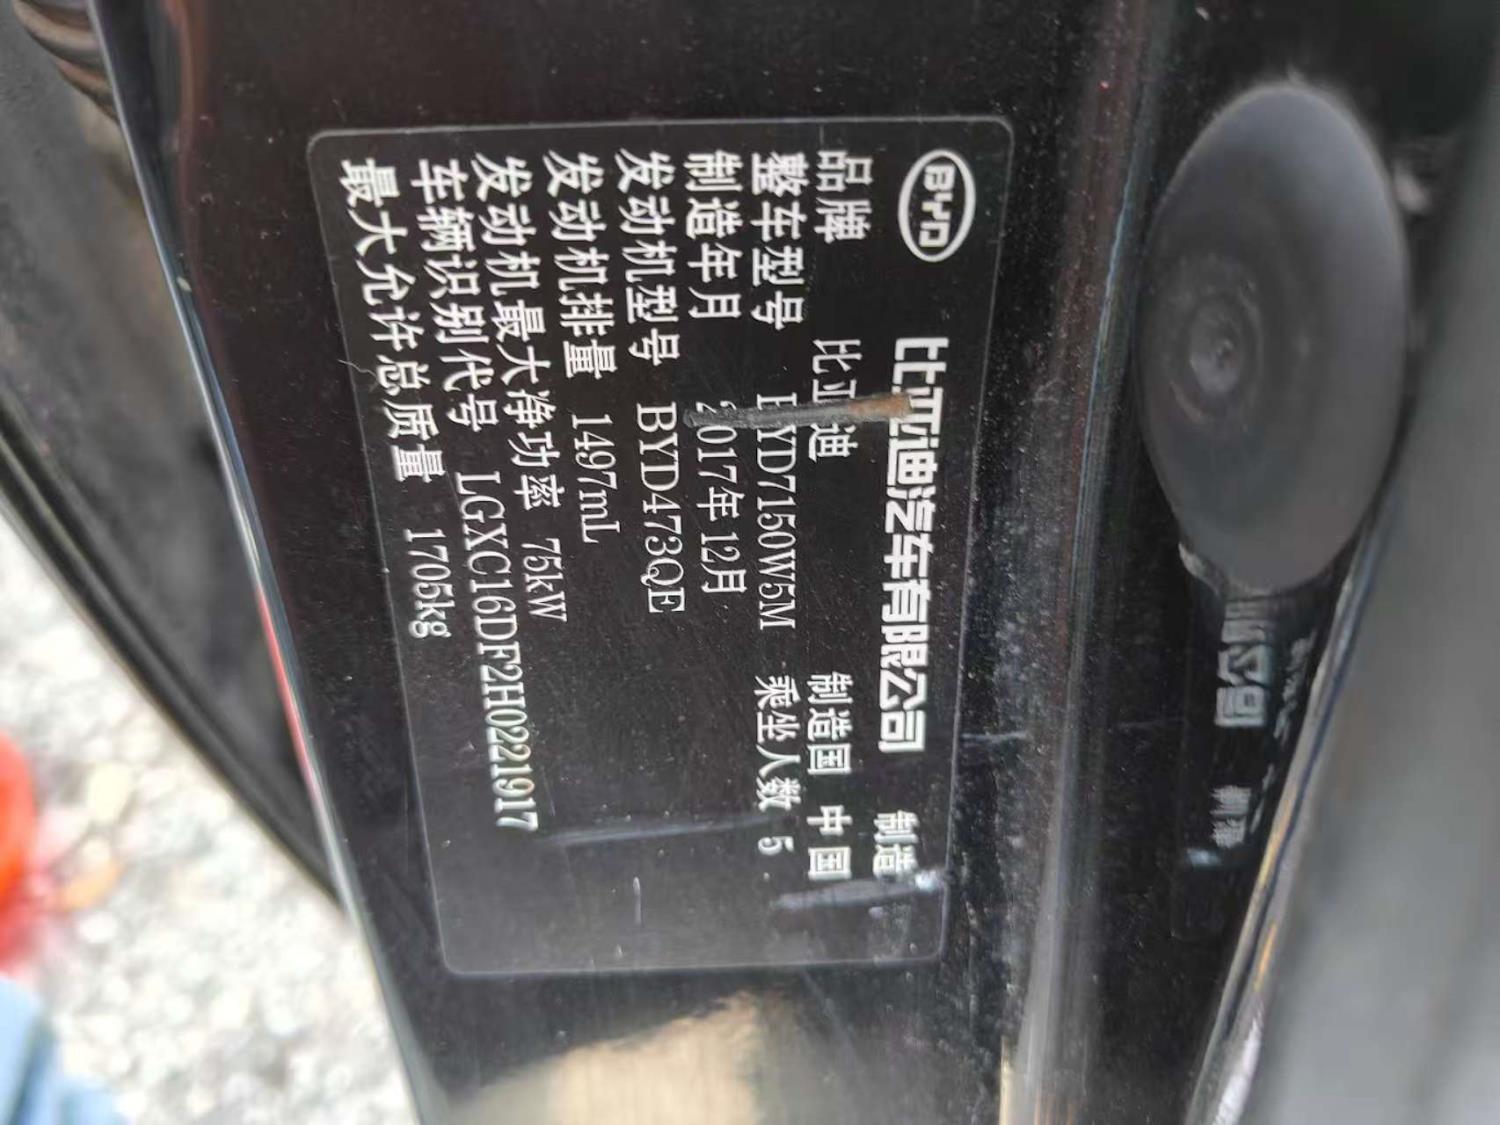 BYD 比亚迪汽车有限公司 制造
品牌 比亚迪 制造国 中国
整车型号 BYD7150W5M 乘坐人数 5
制造年月 2017年12月
发动机型号 BYD473QE
发动机排量 1497mL
发动机最大净功率 75kW
车辆识别代号 LGXC16DF2H0221917
最大允许总质量 1705kg